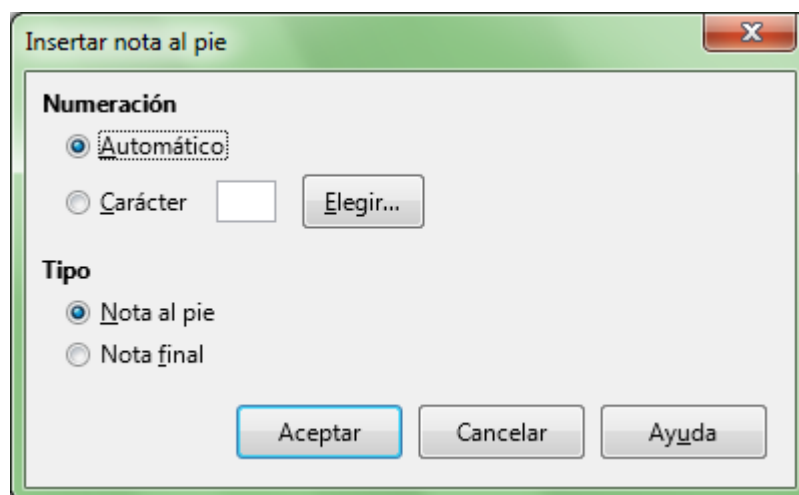 Insertar nota al pie
Numeración
Automático
Carácter Elegir...
Tipo
Nota al pie
Nota final
Aceptar Cancelar Ayuda